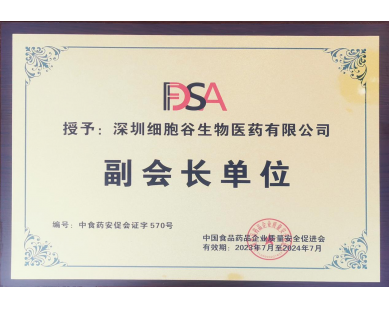 FDSA
授予：深圳细胞谷生物医药有限公司
副会长单位
编号：中食药安促会证字570号
中国食品药品企业质量安全促进会
有效期：2023年7月至2024年7月